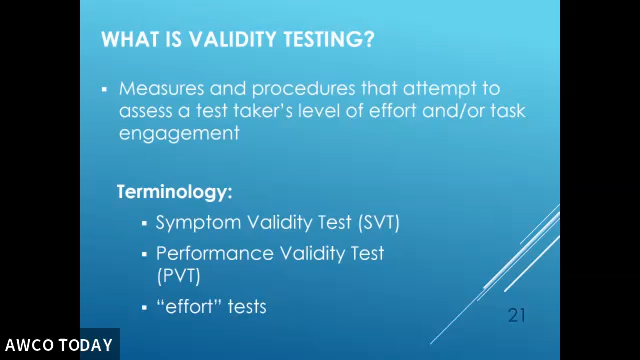 WHAT IS VALIDITY TESTING?
▪ Measures and procedures that attempt to
assess a test taker's level of effort and/or task
engagement
Terminology:
▪ Symptom Validity Test (SVT)
▪ Performance Validity Test
(PVT)
▪ “effort” tests
21
AWCO TODAY